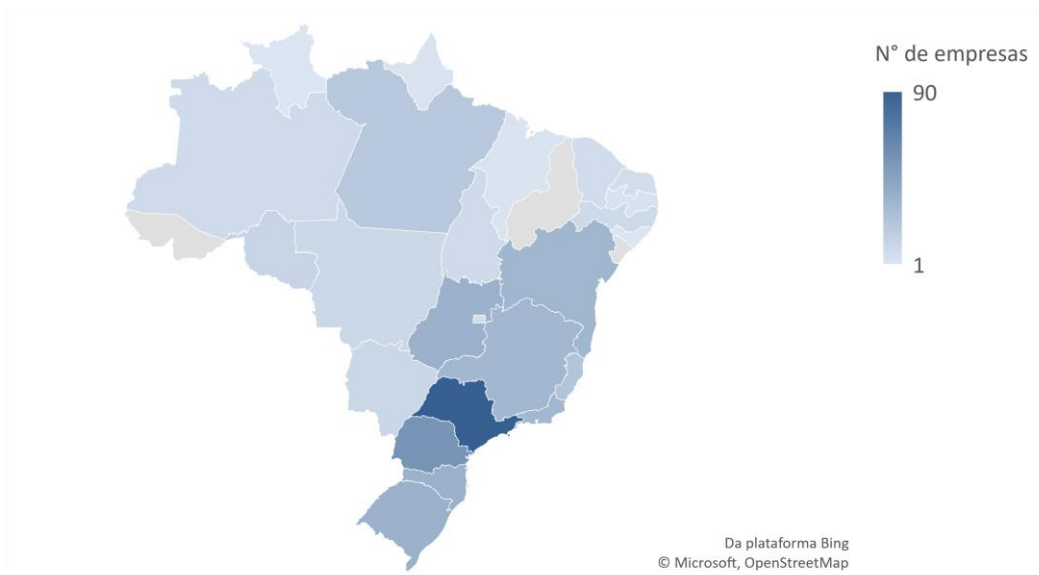 N° de empresas
90
1
Da plataforma Bing
© Microsoft, OpenStreetMap